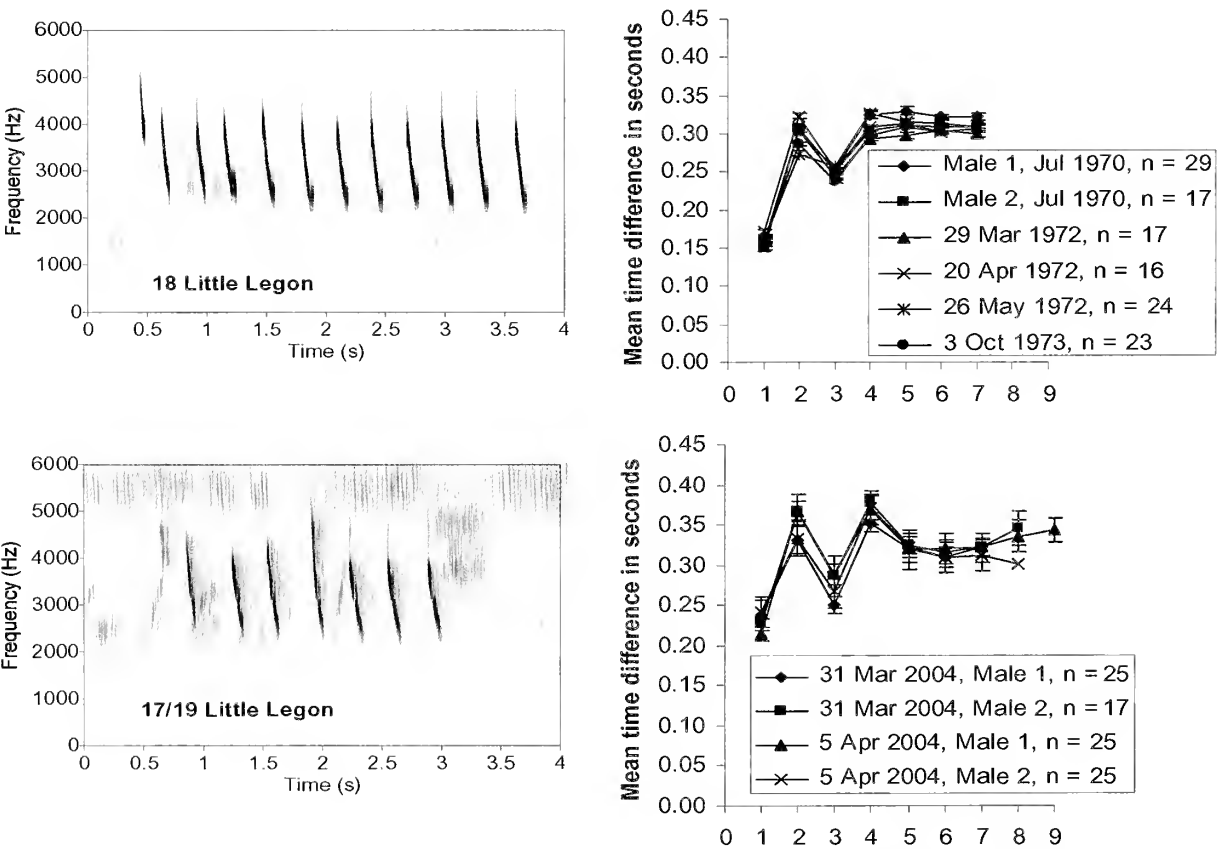 6000
5000
4000
3000
2000
1000
0
Frequency (Hz)
18 Little Legon
0 0.5 1 1.5 2 2.5 3 3.5 4
Time (s)
0.45
0.40
0.35
0.30
0.25
0.20
0.15
0.10
0.05
0.00
Mean time difference in seconds
Male 1, Jul 1970, n = 29
Male 2, Jul 1970, n = 17
29 Mar 1972, n = 17
20 Apr 1972, n = 16
26 May 1972, n = 24
3 Oct 1973, n = 23
0 1 2 3 4 5 6 7 8 9
6000
5000
4000
3000
2000
1000
0
Frequency (Hz)
17/19 Little Legon
0 0.5 1 1.5 2 2.5 3 3.5 4
Time (s)
0.45
0.40
0.35
0.30
0.25
0.20
0.15
0.10
0.05
0.00
Mean time difference in seconds
31 Mar 2004, Male 1, n = 25
31 Mar 2004, Male 2, n = 17
5 Apr 2004, Male 1, n = 25
5 Apr 2004, Male 2, n = 25
0 1 2 3 4 5 6 7 8 9